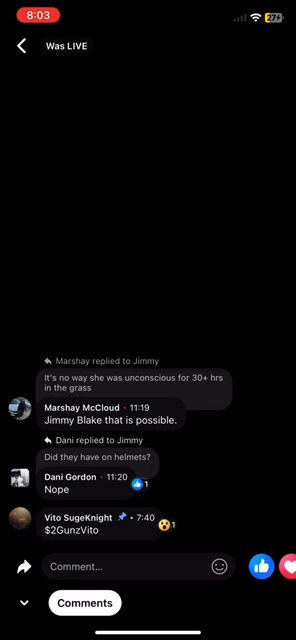 8:03
27
Was LIVE
Marshay replied to Jimmy
It's no way she was unconscious for 30+ hrs
in the grass
Marshay McCloud • 11:19
Jimmy Blake that is possible.
Dani replied to Jimmy
Did they have on helmets?
Dani Gordon • 11:20
Nope
1
Vito SugeKnight • 7:40
$2GunzVito
1
Comment...
Comments